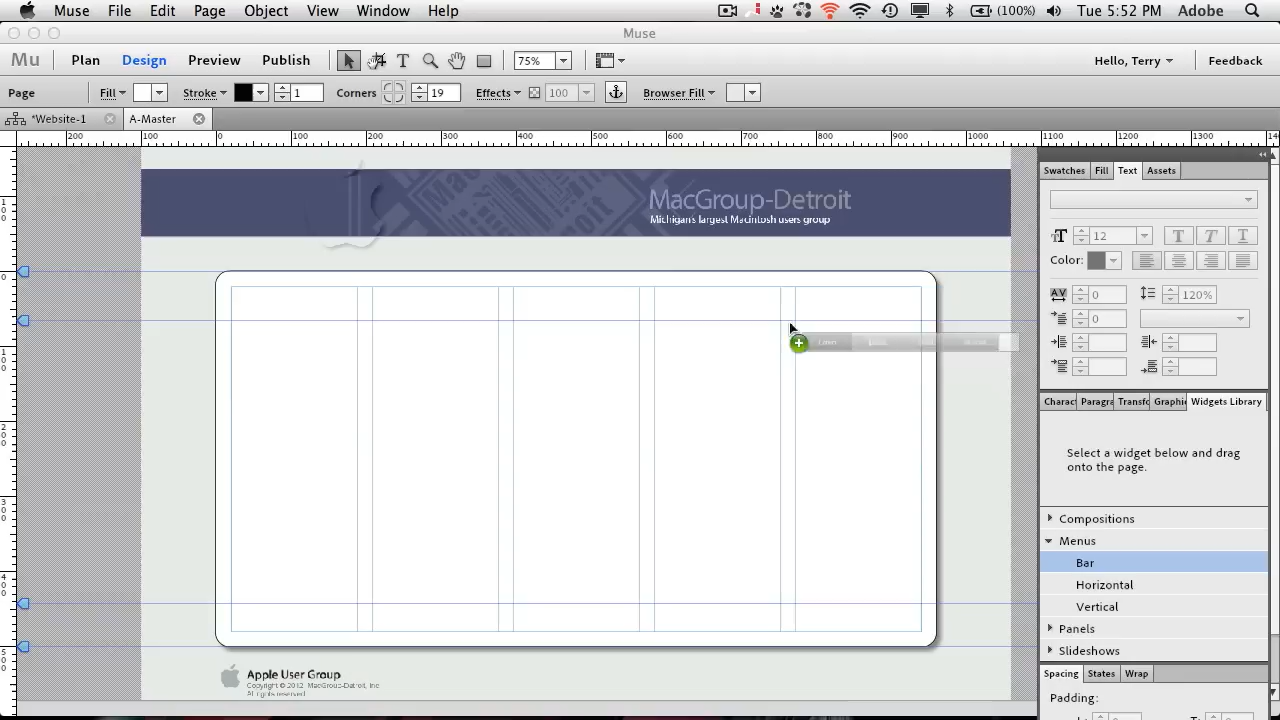 Muse File Edit Page Object View Window Help (100%) Tue 5:52 PM Adobe
Muse
Mu Plan Design Preview Publish 75% Hello, Terry Feedback
Page Fill Stroke 1 Corners 19 Effects 100 Browser Fill
*Website-1 A-Master
200 100 0 100 200 300 400 500 600 700 800 900 1000 1100 1200 1300
Swatches Fill Text Assets
MacGroup-Detroit
Michigan's largest Macintosh users group
12
Color:
0 120%
0
Charac Paragra Transfo Graphic Widgets Library
Select a widget below and drag
onto the page.
Compositions
Menus
Bar
Horizontal
Vertical
Panels
Slideshows
Spacing States Wrap
Padding:
Apple User Group
Copyright © 2012 MacGroup-Detroit, Inc
All rights reserved